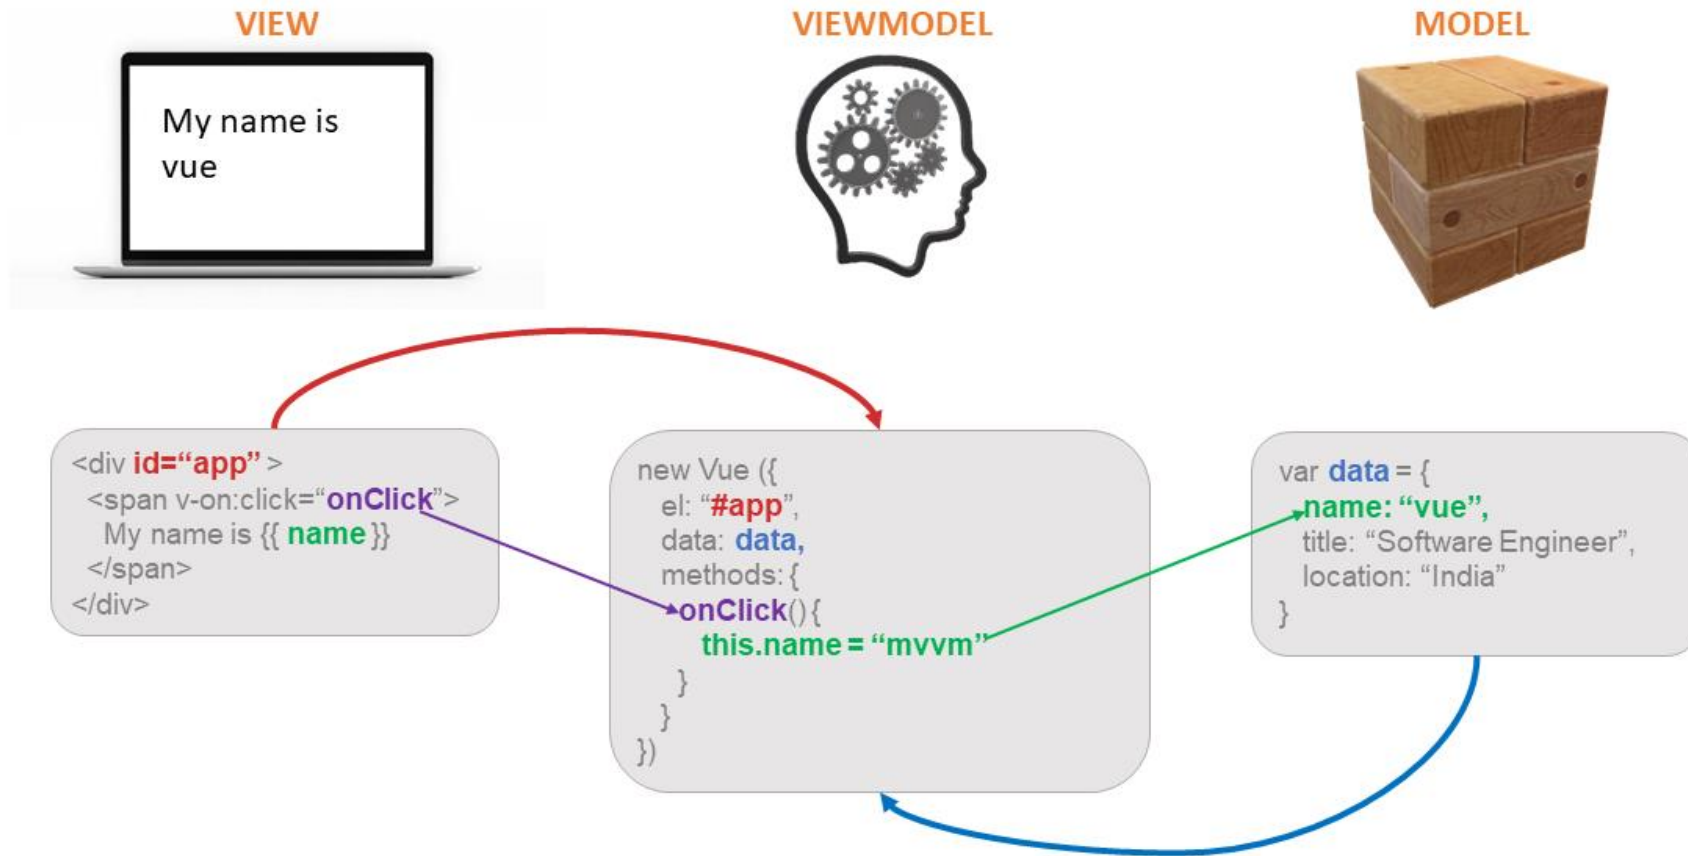 VIEW
VIEWMODEL
MODEL
My name is
vue
<div id=“app” >
<span v-on:click=“onClick”>
My name is {{ name }}
</span>
</div>
new Vue ({
el: “#app”,
data: data,
methods: {
onClick() {
this.name = “mvvm”
}
}
})
var data = {
name: “vue”,
title: “Software Engineer”,
location: “India”
}